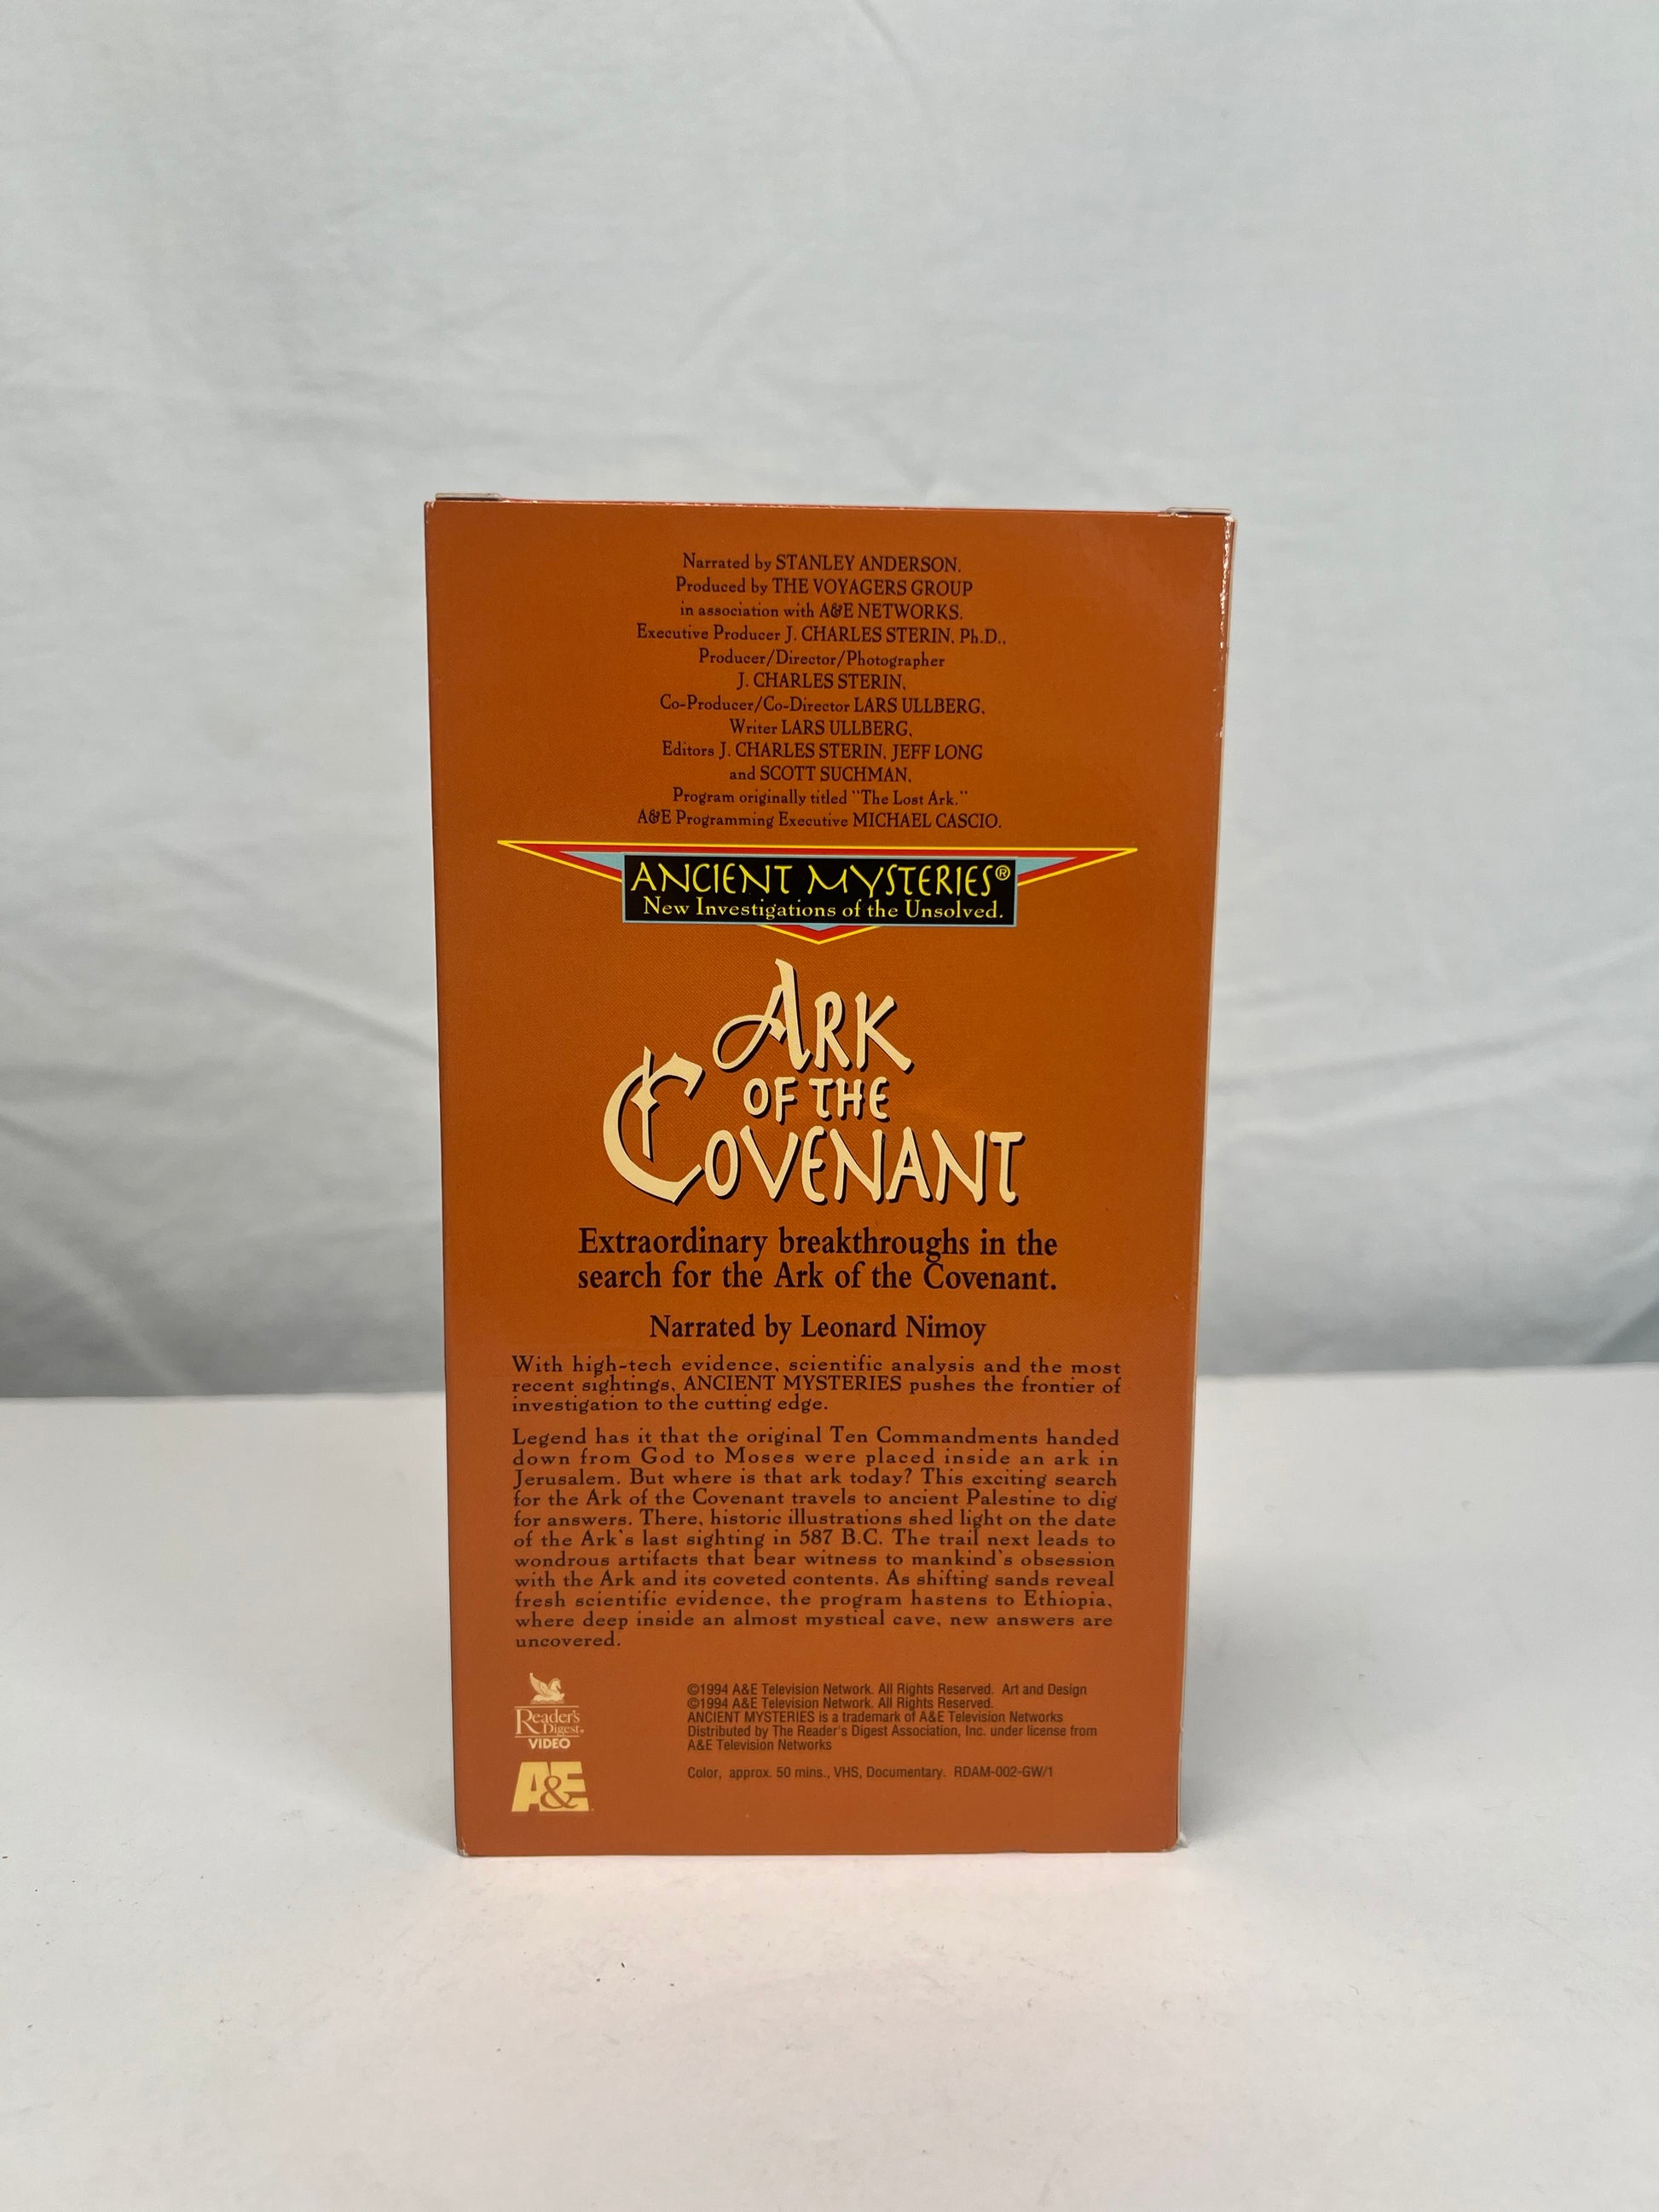 Narrated by STANLEY ANDERSON.
Produced by THE VOYAGERS GROUP
in association with A&E NETWORKS.
Executive Producer J. CHARLES STERIN, Ph.D.,
Producer/Director/Photographer
J. CHARLES STERIN,
Co-Producer/Co-Director LARS ULLBERG,
Writer LARS ULLBERG,
Editors J. CHARLES STERIN, JEFF LONG
and SCOTT SUCHMAN,
Program originally titled "The Lost Ark."
A&E Programming Executive MICHAEL CASCIO.
ANCIENT MYSTERIES®
New Investigations of the Unsolved.
ARK
OF THE
COVENANT
Extraordinary breakthroughs in the
search for the Ark of the Covenant.
Narrated by Leonard Nimoy
With high-tech evidence, scientific analysis and the most
recent sightings, ANCIENT MYSTERIES pushes the frontier of
investigation to the cutting edge.
Legend has it that the original Ten Commandments handed
down from God to Moses were placed inside an ark in
Jerusalem. But where is that ark today? This exciting search
for the Ark of the Covenant travels to ancient Palestine to dig
for answers. There, historic illustrations shed light on the date
of the Ark's last sighting in 587 B.C. The trail next leads to
wondrous artifacts that bear witness to mankind's obsession
with the Ark and its coveted contents. As shifting sands reveal
fresh scientific evidence, the program hastens to Ethiopia,
where deep inside an almost mystical cave, new answers are
uncovered.
Reader's
Digest.
VIDEO
A&E
©1994 A&E Television Network. All Rights Reserved. Art and Design
©1994 A&E Television Network. All Rights Reserved.
ANCIENT MYSTERIES is a trademark of A&E Television Networks
Distributed by The Reader's Digest Association, Inc. under license from
A&E Television Networks
Color, approx. 50 mins., VHS, Documentary. RDAM-002-GW/1